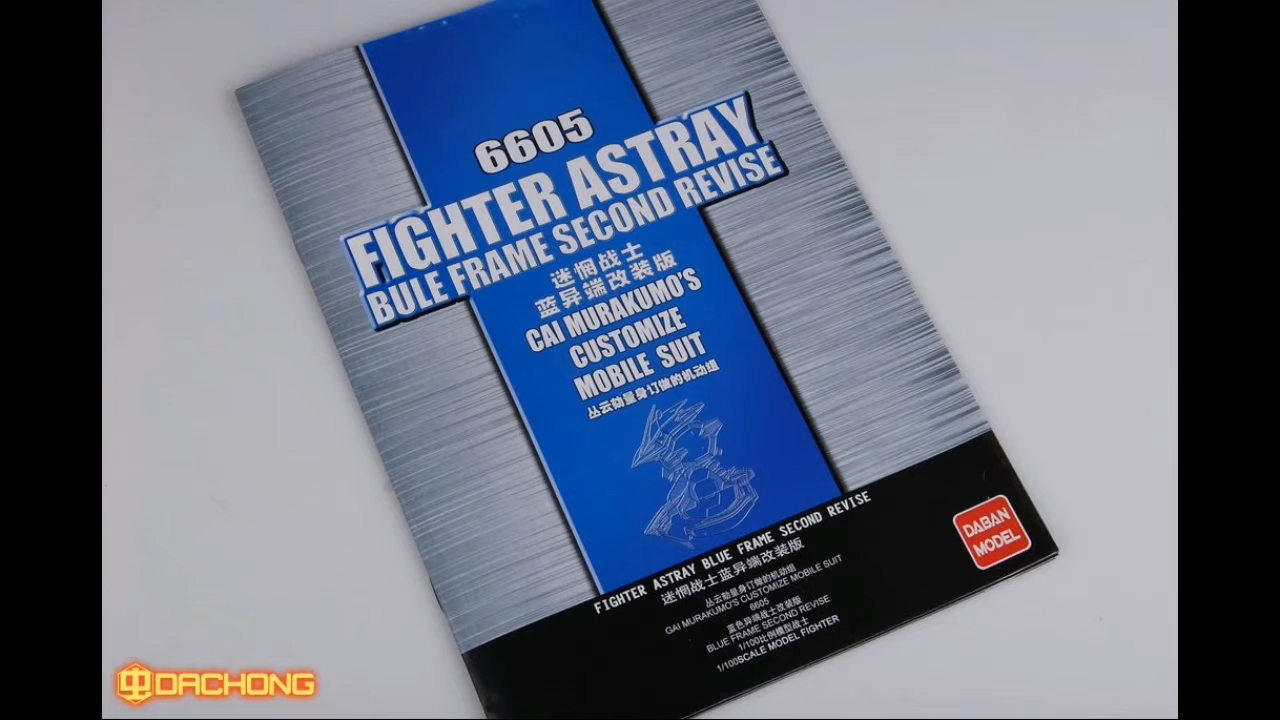 6605
FIGHTER ASTRAY
BULE FRAME SECOND REVISE
迷惘战士
蓝异端改装版
CAI MURAKUMO'S
CUSTOMIZE
MOBILE SUIT
丛云劾量身订做的机动组
FIGHTER ASTRAY BLUE FRAME SECOND REVISE
迷惘战士蓝异端改装版
丛云劾量身订做的机动组
GAI MURAKUMO'S CUSTOMIZE MOBILE SUIT
6605
蓝色异端战士改装版
BLUE FRAME SECOND REVISE
1/100比例模型战士
1/100SCALE MODEL FIGHTER
DABAN
MODEL
DACHONG